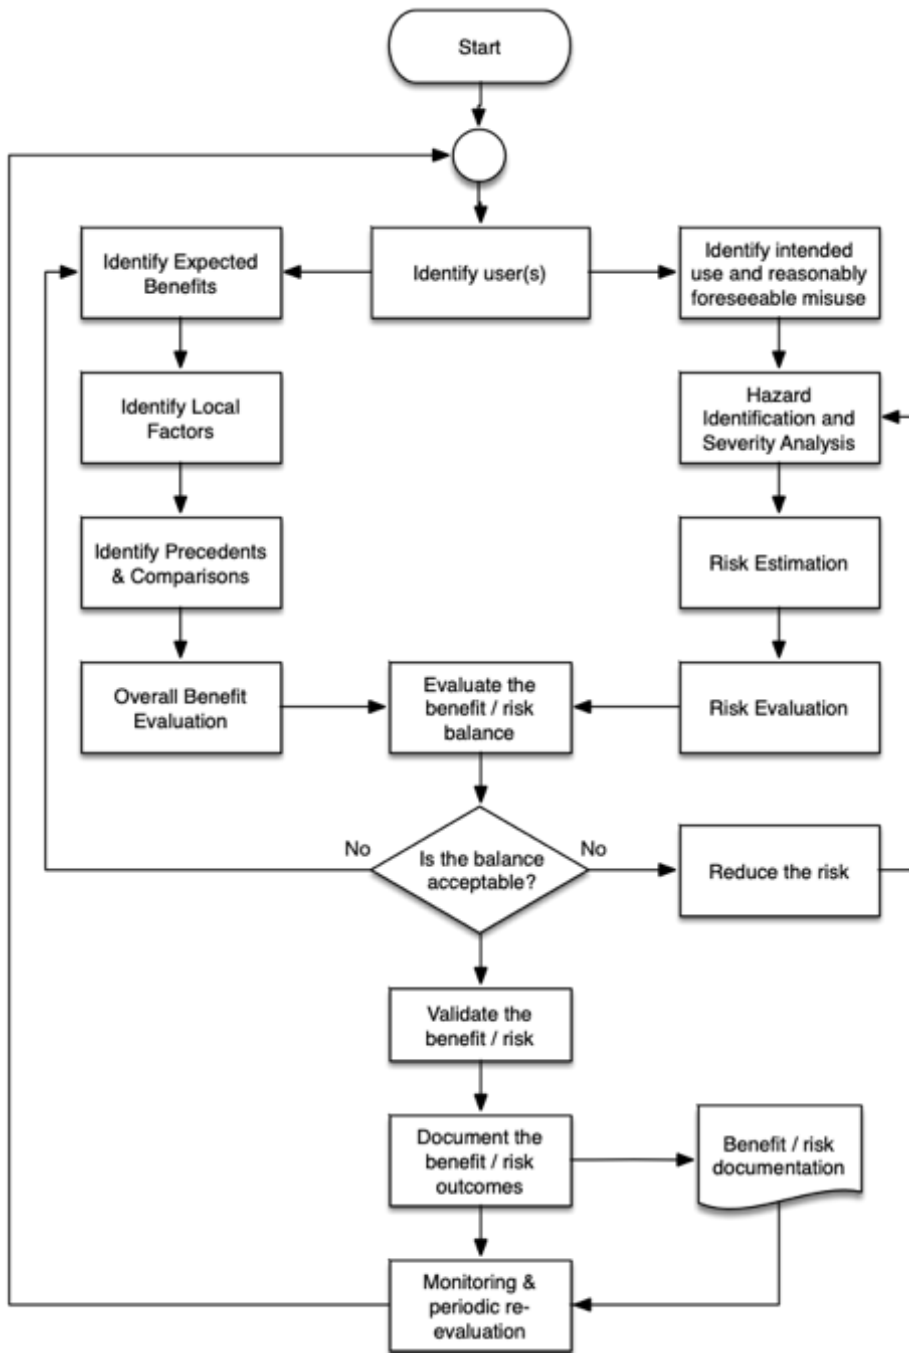 Start
Identify Expected
Benefits
Identify user(s)
Identify intended
use and reasonably
foreseeable misuse
Identify Local
Factors
Hazard
Identification and
Severity Analysis
Identify Precedents
& Comparisons
Risk Estimation
Overall Benefit
Evaluation
Evaluate the
benefit / risk
balance
Risk Evaluation
No
Is the balance
acceptable?
No
Reduce the risk
Validate the
benefit / risk
Document the
benefit / risk
outcomes
Benefit / risk
documentation
Monitoring &
periodic re-
evaluation